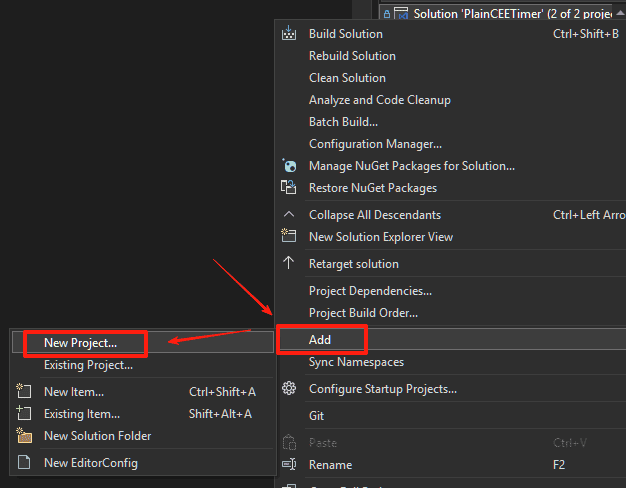 Solution 'PlainCEETimer' (2 of 2 proje
Build Solution Ctrl+Shift+B
Rebuild Solution
Clean Solution
Analyze and Code Cleanup
Batch Build...
Configuration Manager...
Manage NuGet Packages for Solution...
Restore NuGet Packages
Collapse All Descendants Ctrl+Left Arro
New Solution Explorer View
Retarget solution
Project Dependencies...
Project Build Order...
Add
Sync Namespaces
Configure Startup Projects...
Git
Paste Ctrl+V
Rename F2
New Project...
Existing Project...
New Item... Ctrl+Shift+A
Existing Item... Shift+Alt+A
New Solution Folder
New EditorConfig